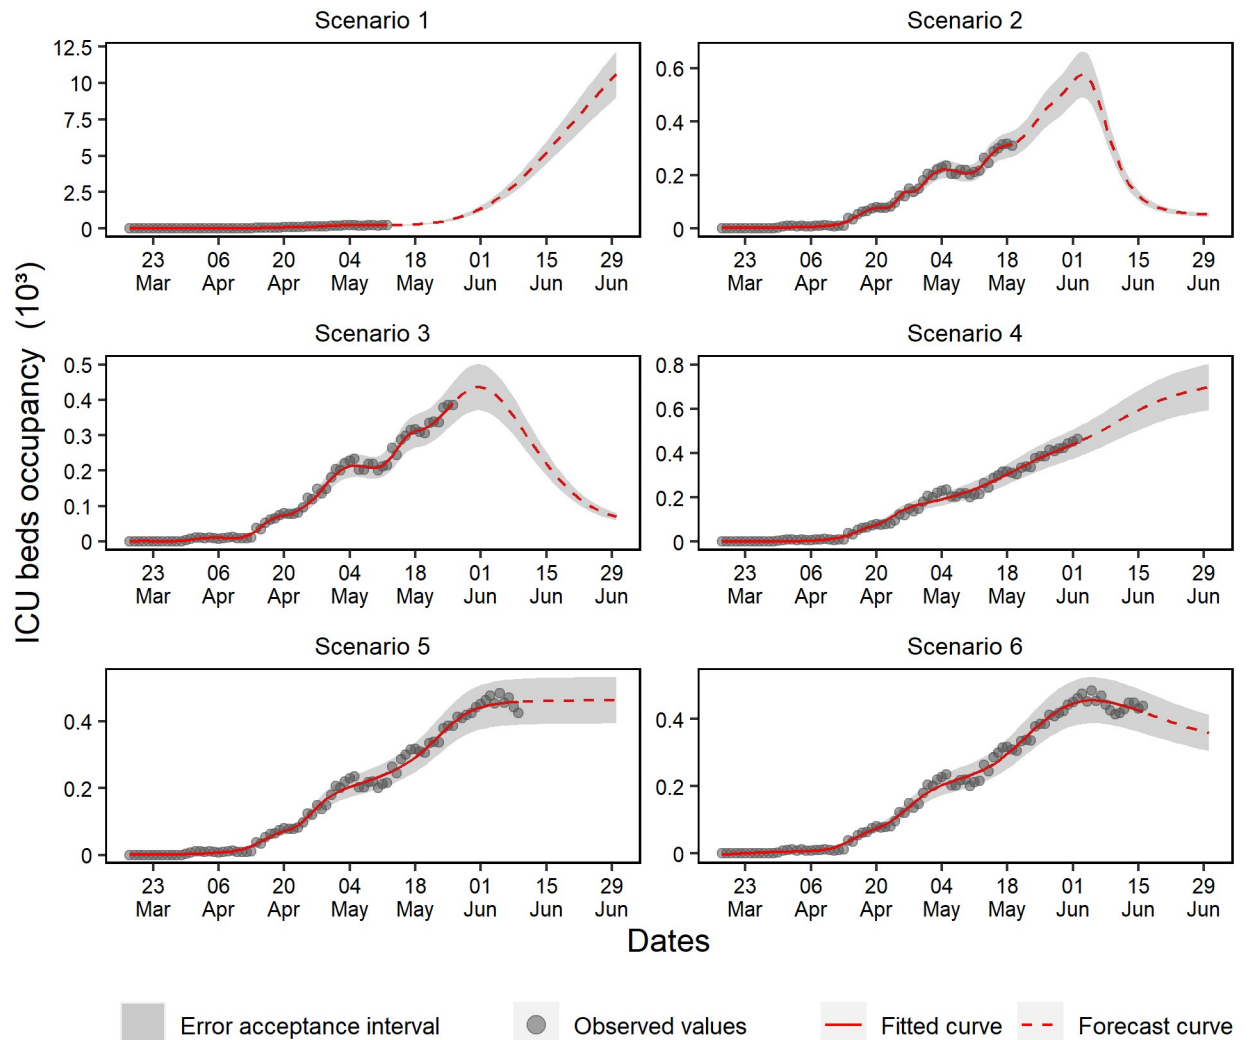 Scenario 1
12.5
10
7.5
5
2.5
0
23 06 20 04 18 01 15 29
Mar Apr Apr May May Jun Jun Jun
Scenario 2
0.6
0.4
0.2
0
23 06 20 04 18 01 15 29
Mar Apr Apr May May Jun Jun Jun
Scenario 3
0.5
0.4
0.3
0.2
0.1
0
23 06 20 04 18 01 15 29
Mar Apr Apr May May Jun Jun Jun
Scenario 4
0.8
0.6
0.4
0.2
0
23 06 20 04 18 01 15 29
Mar Apr Apr May May Jun Jun Jun
Scenario 5
0.4
0.2
0
23 06 20 04 18 01 15 29
Mar Apr Apr May May Jun Jun Jun
Scenario 6
0.4
0.2
0
23 06 20 04 18 01 15 29
Mar Apr Apr May May Jun Jun Jun
ICU beds occupancy (10³)
Dates
Error acceptance interval Observed values Fitted curve Forecast curve